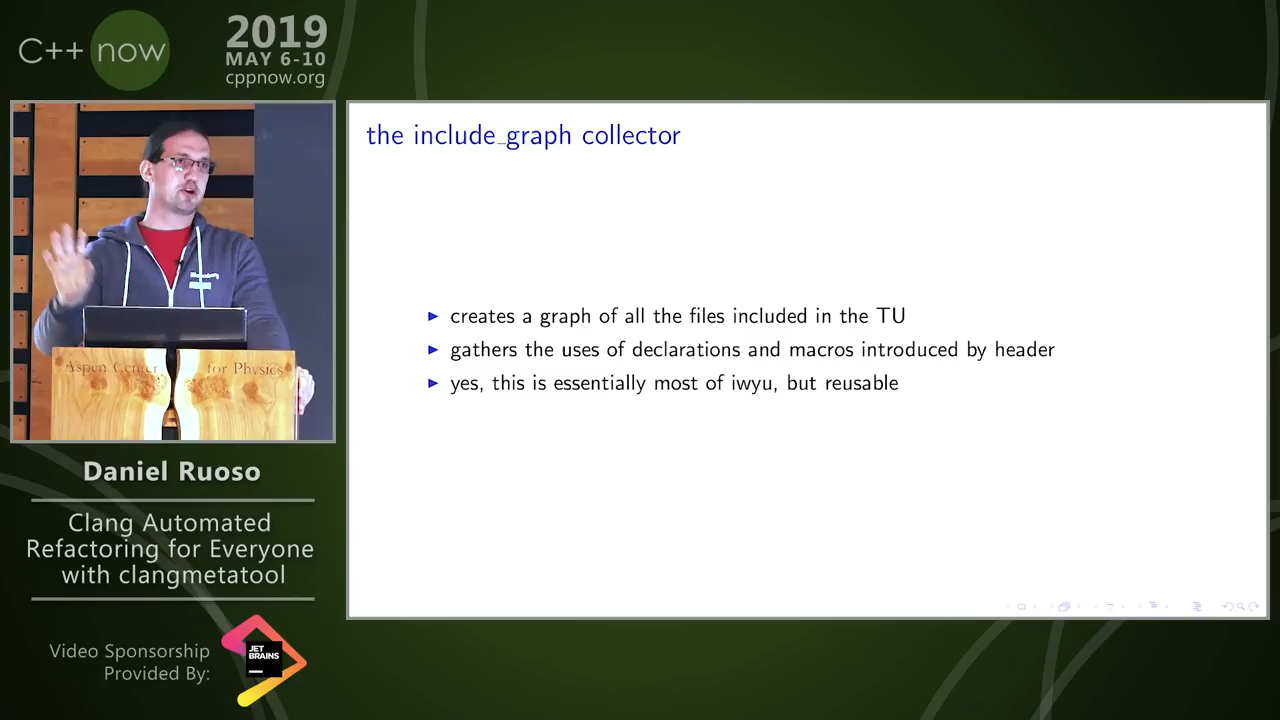 C++ now
2019
MAY 6-10
cppnow.org
the include_graph collector
creates a graph of all the files included in the TU
gathers the uses of declarations and macros introduced by header
yes, this is essentially most of iwyu, but reusable
Aspen Center for Physics
Daniel Ruoso
Clang Automated
Refactoring for Everyone
with clangmetatool
Video Sponsorship
Provided By:
JET
BRAINS